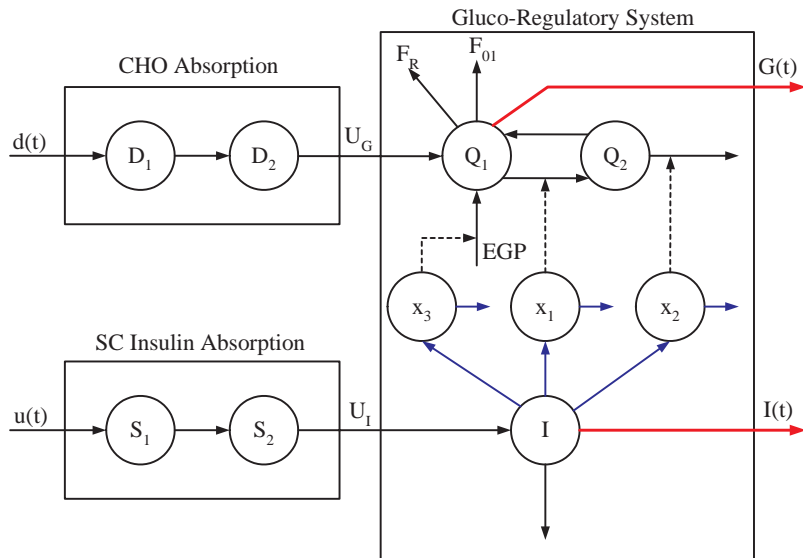 Gluco-Regulatory System
CHO Absorption
F_R
F_01
G(t)
d(t)
D_1
D_2
U_G
Q_1
Q_2
EGP
x_3
x_1
x_2
SC Insulin Absorption
u(t)
S_1
S_2
U_I
I
I(t)